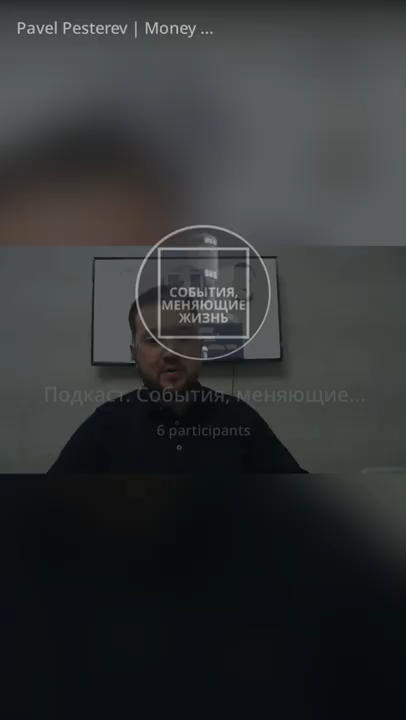 Pavel Pesterev | Money ...
СОБЫТИЯ,
МЕНЯЮЩИЕ
ЖИЗНЬ
Подкаст. События, меняющие...
6 participants